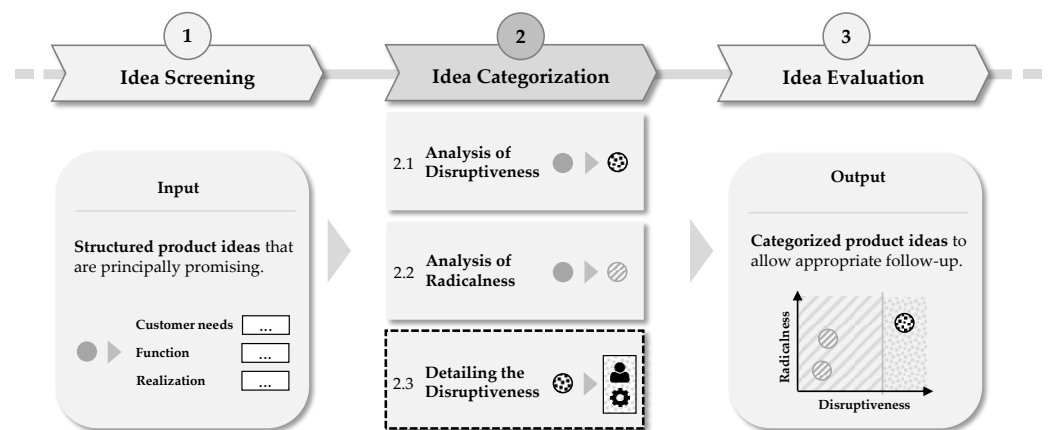 1
Idea Screening
2
Idea Categorization
3
Idea Evaluation
Input
Structured product ideas that
are principally promising.
Customer needs ...
Function ...
Realization ...
2.1 Analysis of
Disruptiveness
2.2 Analysis of
Radicalness
2.3 Detailing the
Disruptiveness
Output
Categorized product ideas to
allow appropriate follow-up.
Radicalness
Disruptiveness